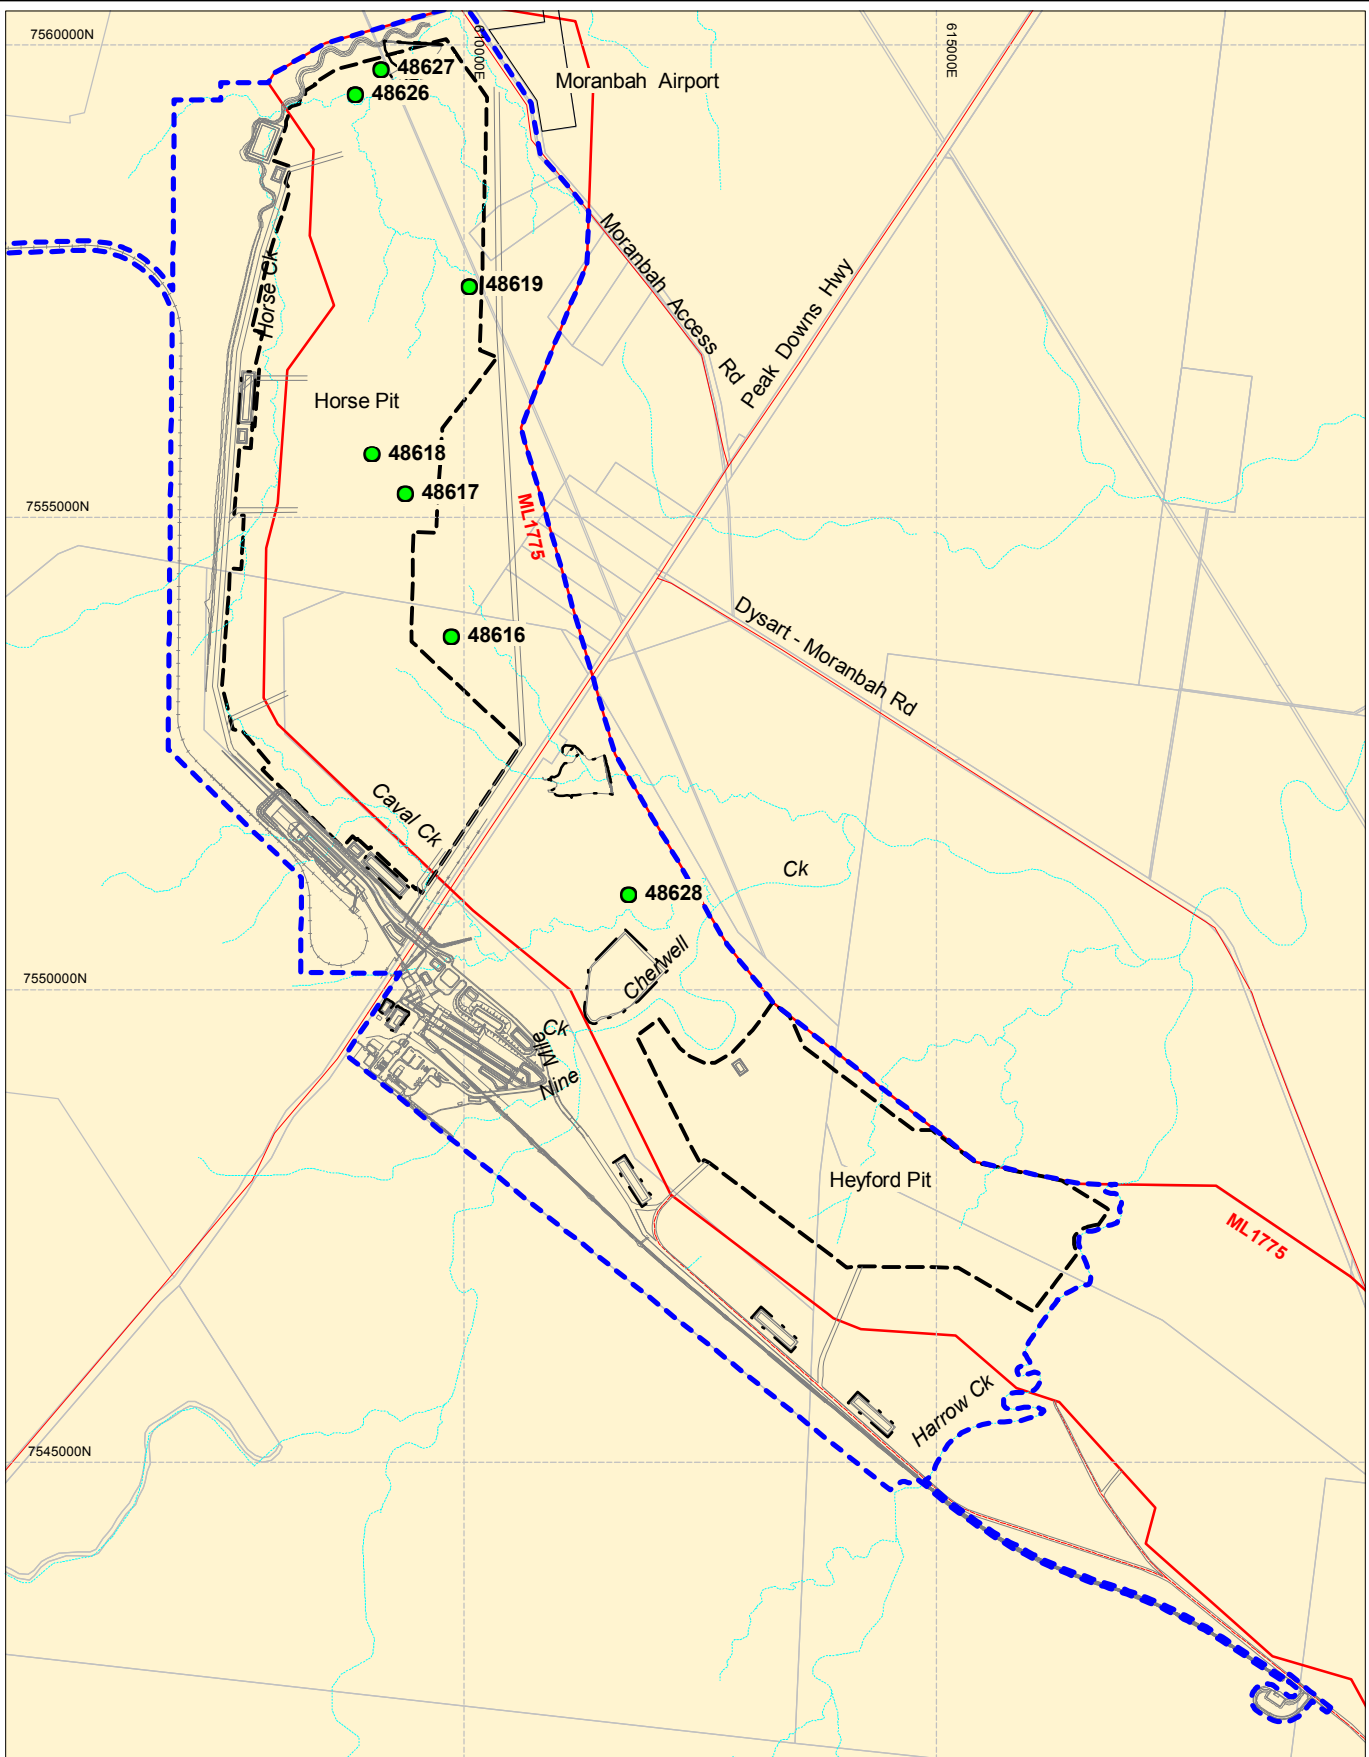 7560000N
610000E
615000E
48627
48626
Moranbah Airport
Moranbah Access Rd
Peak Downs Hwy
Horse Ck
48619
Horse Pit
48618
48617
7555000N
ML1775
48616
Dysart - Moranbah Rd
Caval Ck
48628
Ck
Cherwell
7550000N
Ck
Mile
Nine
Heyford Pit
ML1775
Harrow Ck
7545000N